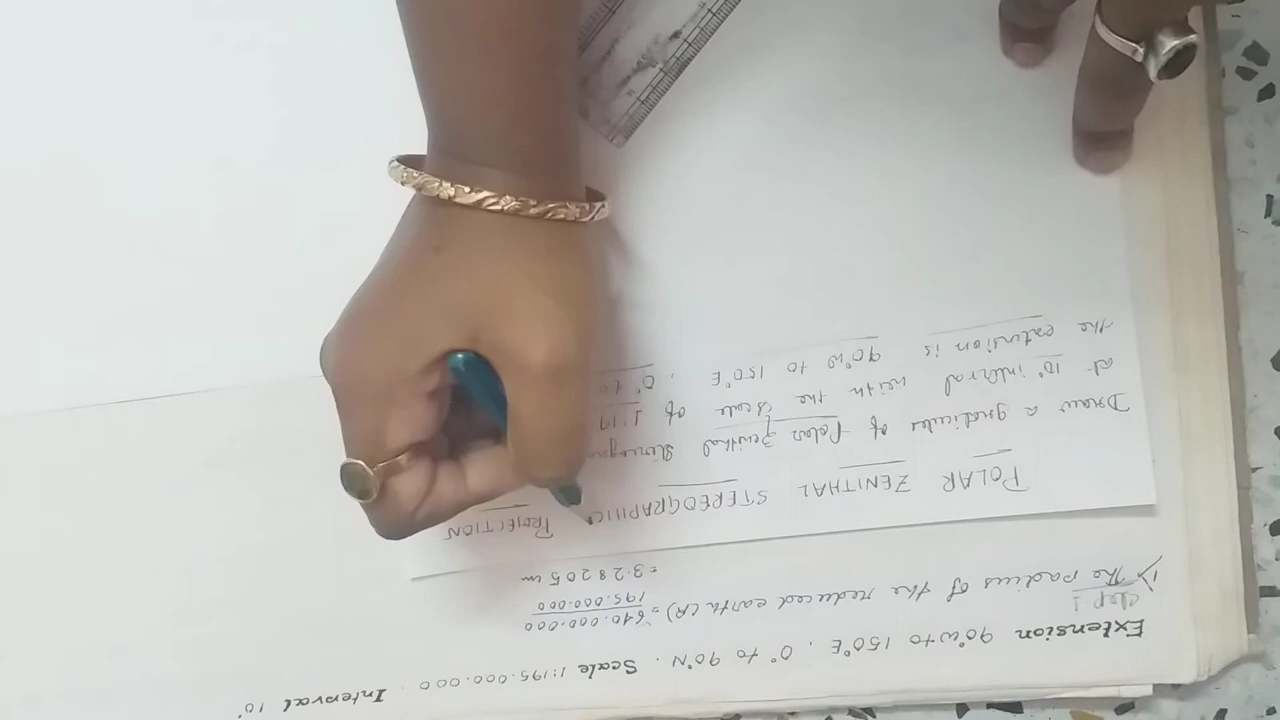 Extension 90°W to 150°E. 0° to 90°N. Scale 1:195.000.000. Interval 10°
Step 1
1) The radius of the reduced earth (R) = 640.000.000
195.000.000
= 3.28205 cm
POLAR ZENITHAL STEREOGRAPHIC PROJECTION
Draw a graticules of Polar Zenithal
at 10° interval with the scale of 1:19
the extension is 90°W to 150°E , 0° to